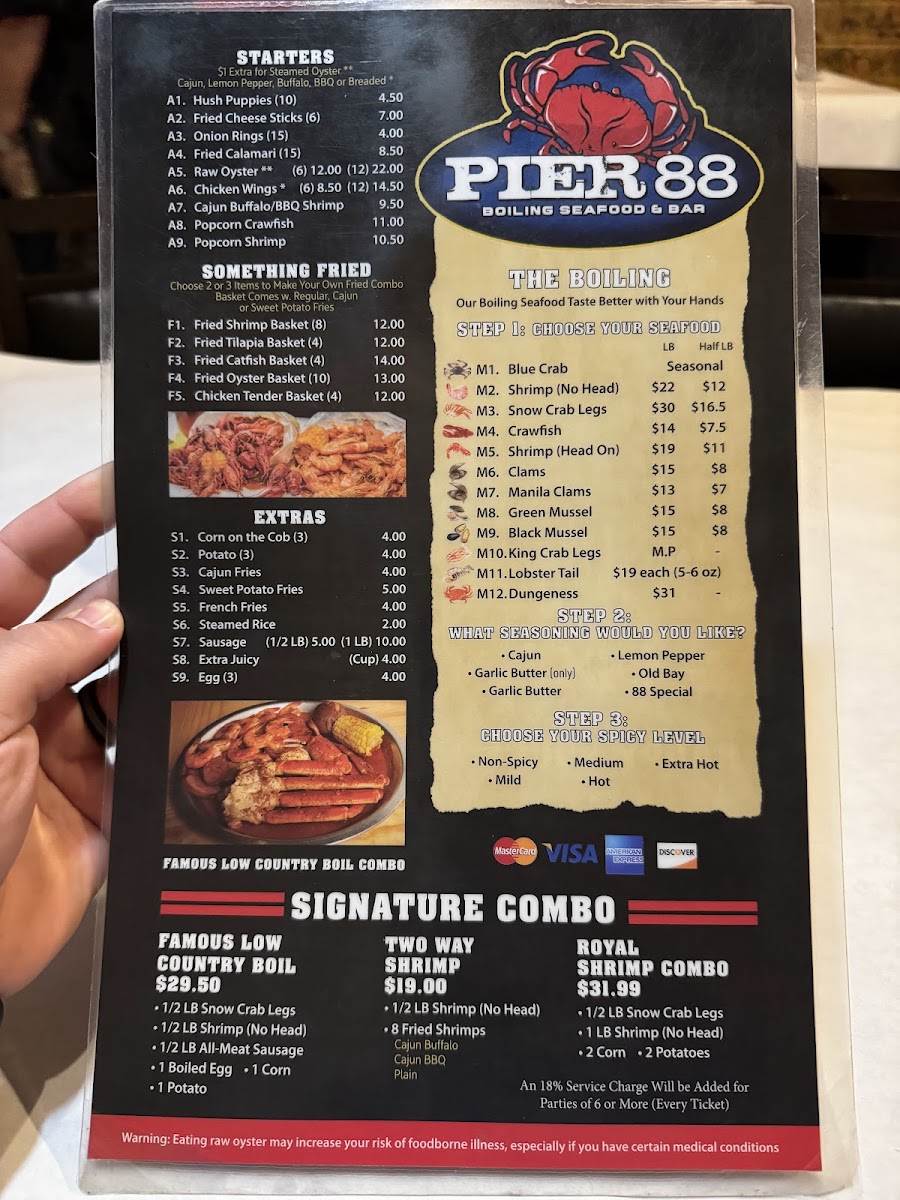 STARTERS
$1 Extra for Steamed Oyster **
Cajun, Lemon Pepper, Buffalo, BBQ or Breaded *
A1. Hush Puppies (10) 4.50
A2. Fried Cheese Sticks (6) 7.00
A3. Onion Rings (15) 4.00
A4. Fried Calamari (15) 8.50
A5. Raw Oyster ** (6) 12.00 (12) 22.00
A6. Chicken Wings * (6) 8.50 (12) 14.50
A7. Cajun Buffalo/BBQ Shrimp 9.50
A8. Popcorn Crawfish 11.00
A9. Popcorn Shrimp 10.50
SOMETHING FRIED
Choose 2 or 3 Items to Make Your Own Fried Combo
Basket Comes w. Regular, Cajun
or Sweet Potato Fries
F1. Fried Shrimp Basket (8) 12.00
F2. Fried Tilapia Basket (4) 12.00
F3. Fried Catfish Basket (4) 14.00
F4. Fried Oyster Basket (10) 13.00
F5. Chicken Tender Basket (4) 12.00
EXTRAS
S1. Corn on the Cob (3) 4.00
S2. Potato (3) 4.00
S3. Cajun Fries 4.00
S4. Sweet Potato Fries 5.00
S5. French Fries 4.00
S6. Steamed Rice 2.00
S7. Sausage (1/2 LB) 5.00 (1 LB) 10.00
S8. Extra Juicy (Cup) 4.00
S9. Egg (3) 4.00
FAMOUS LOW COUNTRY BOIL COMBO
PIER 88
BOILING SEAFOOD & BAR
THE BOILING
Our Boiling Seafood Taste Better with Your Hands
STEP 1: CHOOSE YOUR SEAFOOD
LB Half LB
M1. Blue Crab Seasonal
M2. Shrimp (No Head) $22 $12
M3. Snow Crab Legs $30 $16.5
M4. Crawfish $14 $7.5
M5. Shrimp (Head On) $19 $11
M6. Clams $15 $8
M7. Manila Clams $13 $7
M8. Green Mussel $15 $8
M9. Black Mussel $15 $8
M10.King Crab Legs M.P -
M11.Lobster Tail $19 each (5-6 oz)
M12.Dungeness $31 -
STEP 2:
WHAT SEASONING WOULD YOU LIKE?
• Cajun • Lemon Pepper
• Garlic Butter (only) • Old Bay
• Garlic Butter • 88 Special
STEP 3:
CHOOSE YOUR SPICY LEVEL
• Non-Spicy • Medium • Extra Hot
• Mild • Hot
MasterCard VISA AMERICAN EXPRESS DISCOVER
SIGNATURE COMBO
FAMOUS LOW
COUNTRY BOIL
$29.50
• 1/2 LB Snow Crab Legs
• 1/2 LB Shrimp (No Head)
• 1/2 LB All-Meat Sausage
• 1 Boiled Egg • 1 Corn
• 1 Potato
TWO WAY
SHRIMP
$19.00
• 1/2 LB Shrimp (No Head)
• 8 Fried Shrimps
Cajun Buffalo
Cajun BBQ
Plain
ROYAL
SHRIMP COMBO
$31.99
• 1/2 LB Snow Crab Legs
• 1 LB Shrimp (No Head)
• 2 Corn • 2 Potatoes
An 18% Service Charge Will be Added for
Parties of 6 or More (Every Ticket)
Warning: Eating raw oyster may increase your risk of foodborne illness, especially if you have certain medical conditions